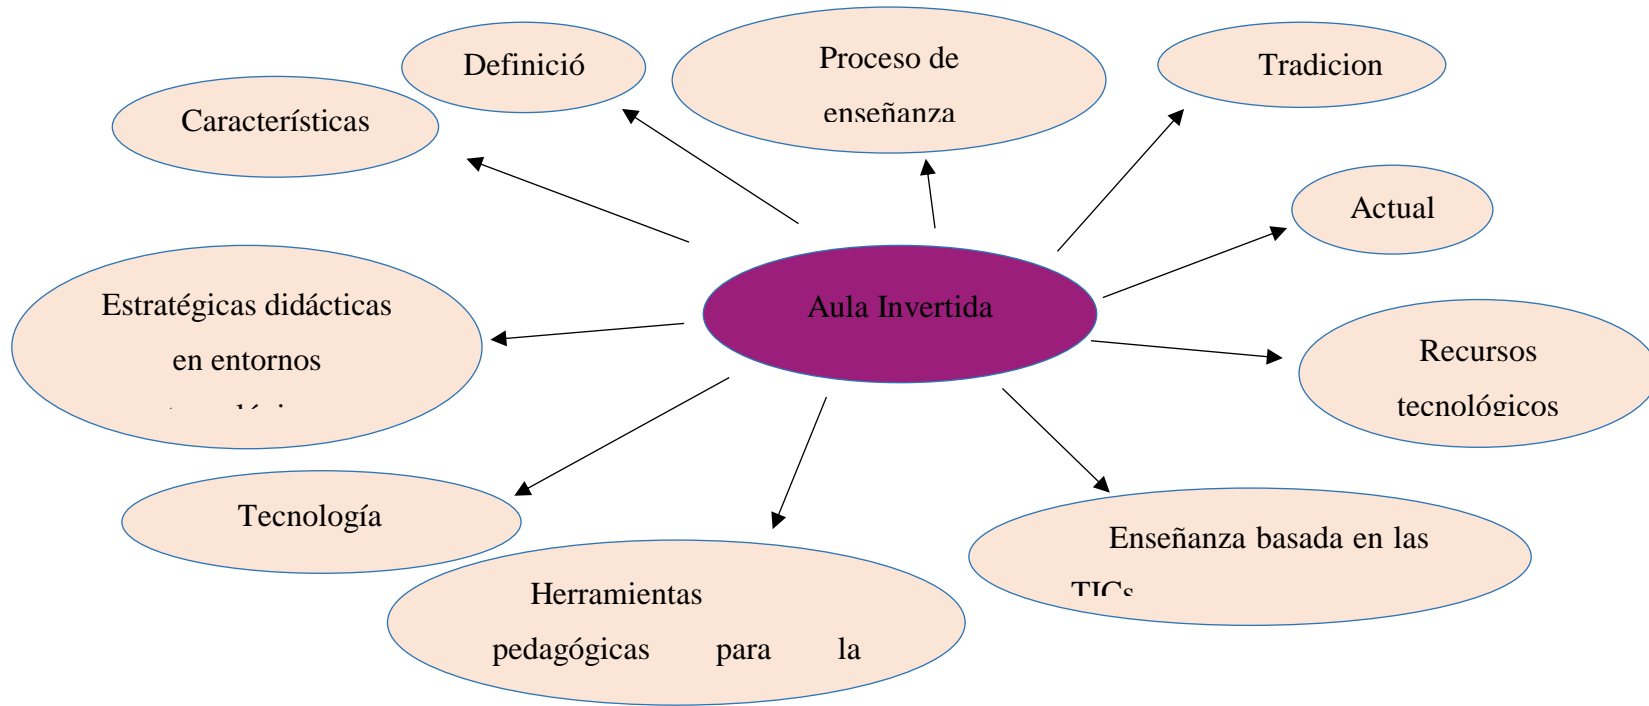 Definició
Proceso de
enseñanza
Tradicion
Características
Actual
Aula Invertida
Estratégicas didácticas
en entornos
Recursos
tecnológicos
Tecnología
Enseñanza basada en las
TICs
Herramientas
pedagógicas para la